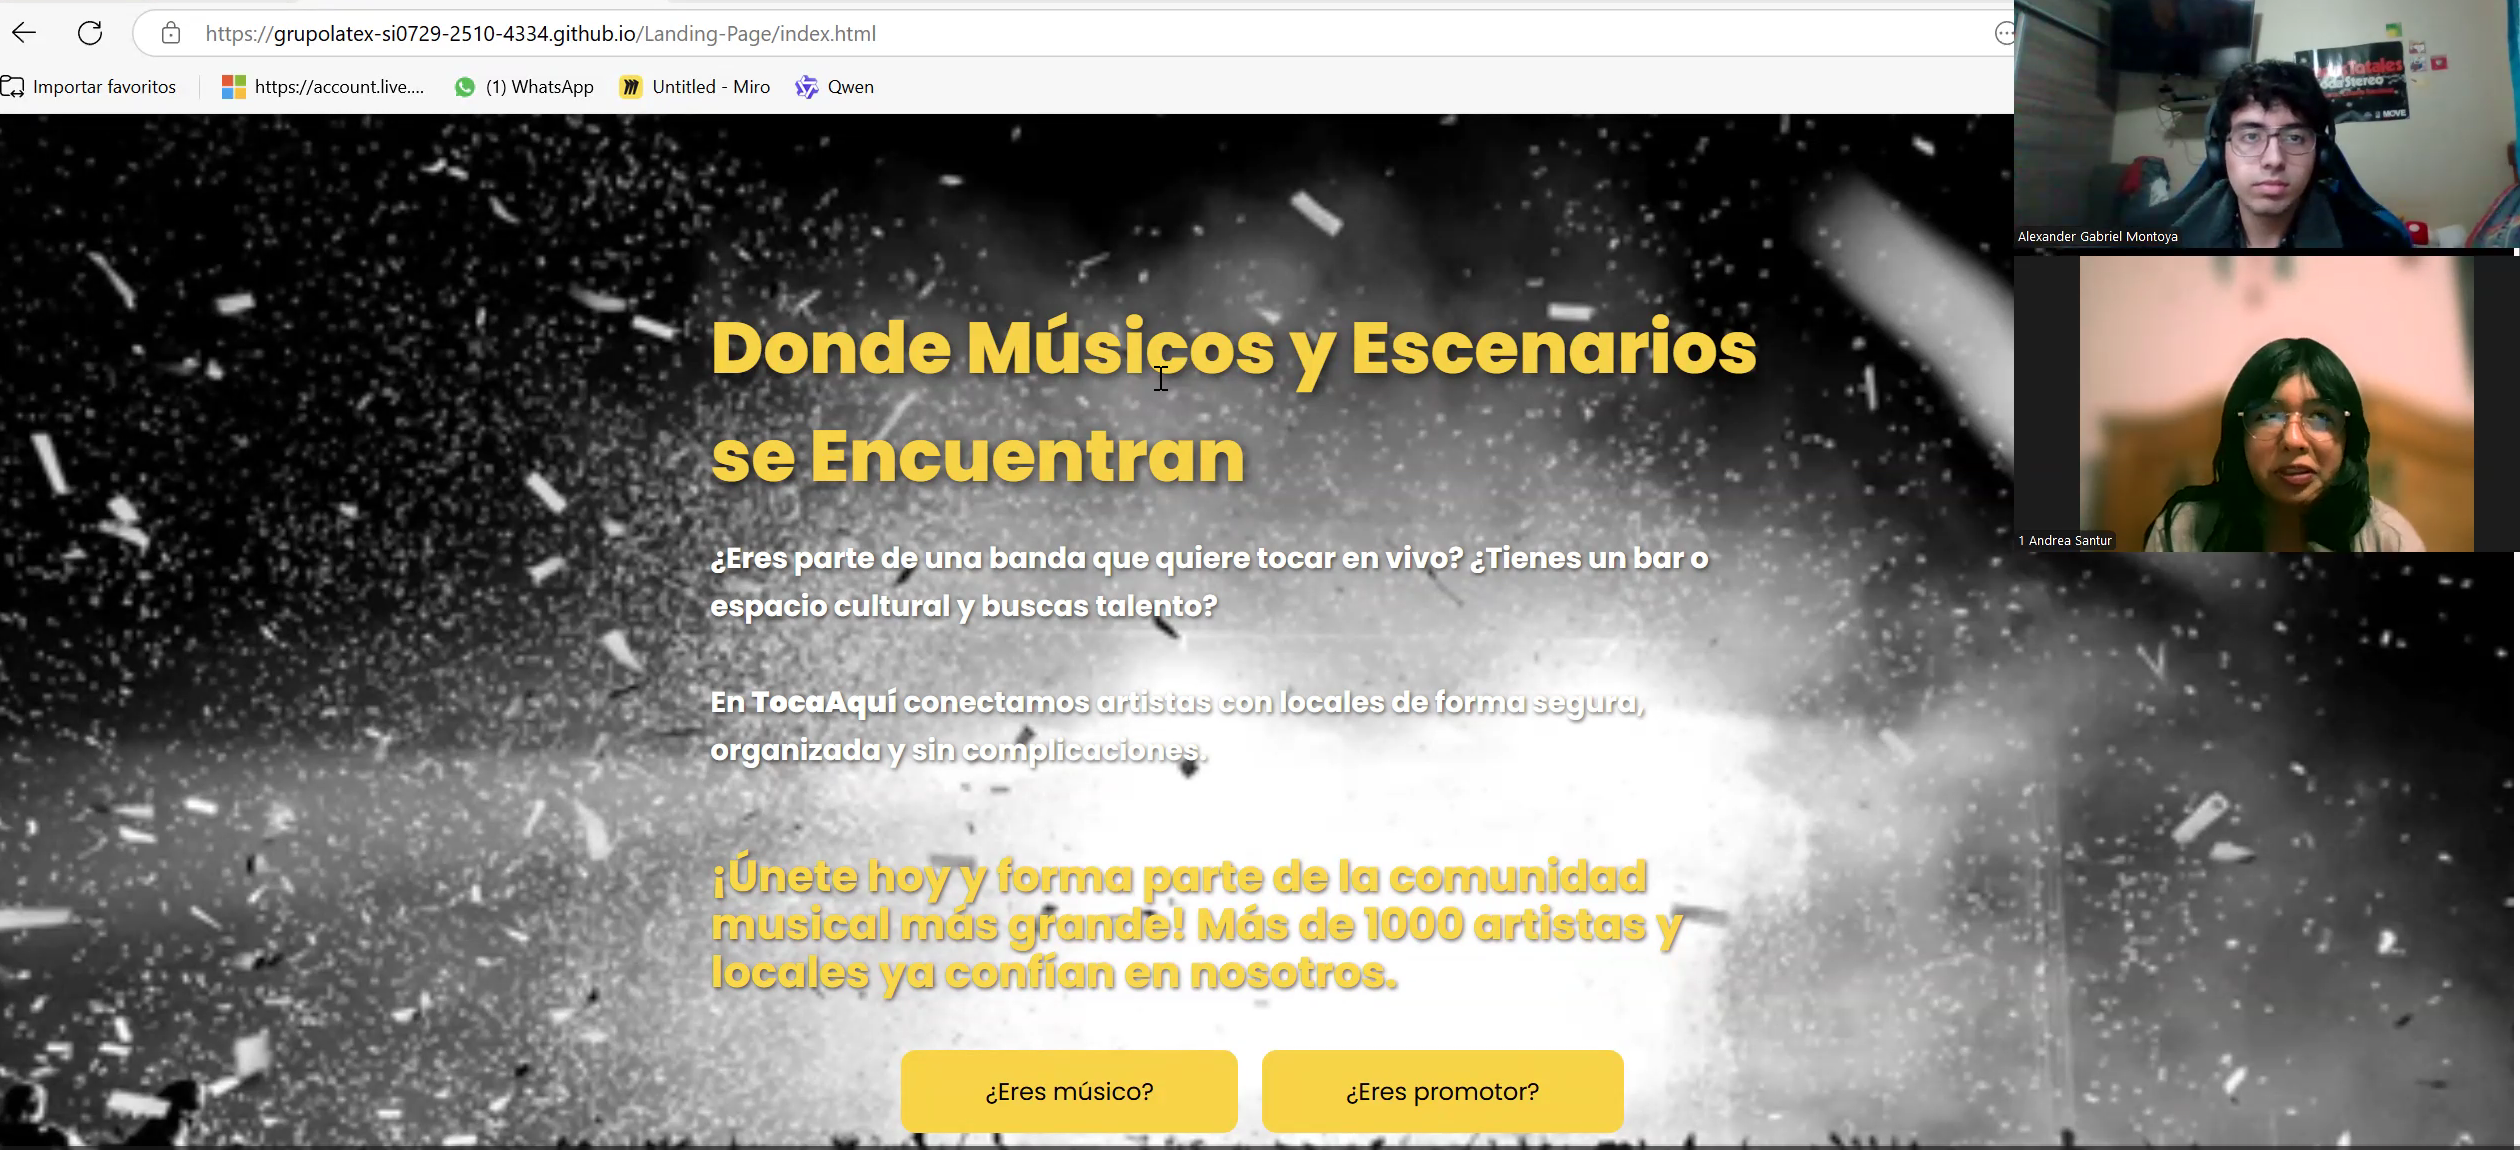 https://grupolatex-si0729-2510-4334.github.io/Landing-Page/index.html
Importar favoritos
https://account.live....
(1) WhatsApp
Untitled - Miro
Qwen
Stereo
MOVE
Alexander Gabriel Montoya
1 Andrea Santur
Donde Músicos y Escenarios
se Encuentran
¿Eres parte de una banda que quiere tocar en vivo? ¿Tienes un bar o
espacio cultural y buscas talento?
En TocaAquí conectamos artistas con locales de forma segura,
organizada y sin complicaciones.
¡Únete hoy y forma parte de la comunidad
musical más grande! Más de 1000 artistas y
locales ya confían en nosotros.
¿Eres músico?
¿Eres promotor?